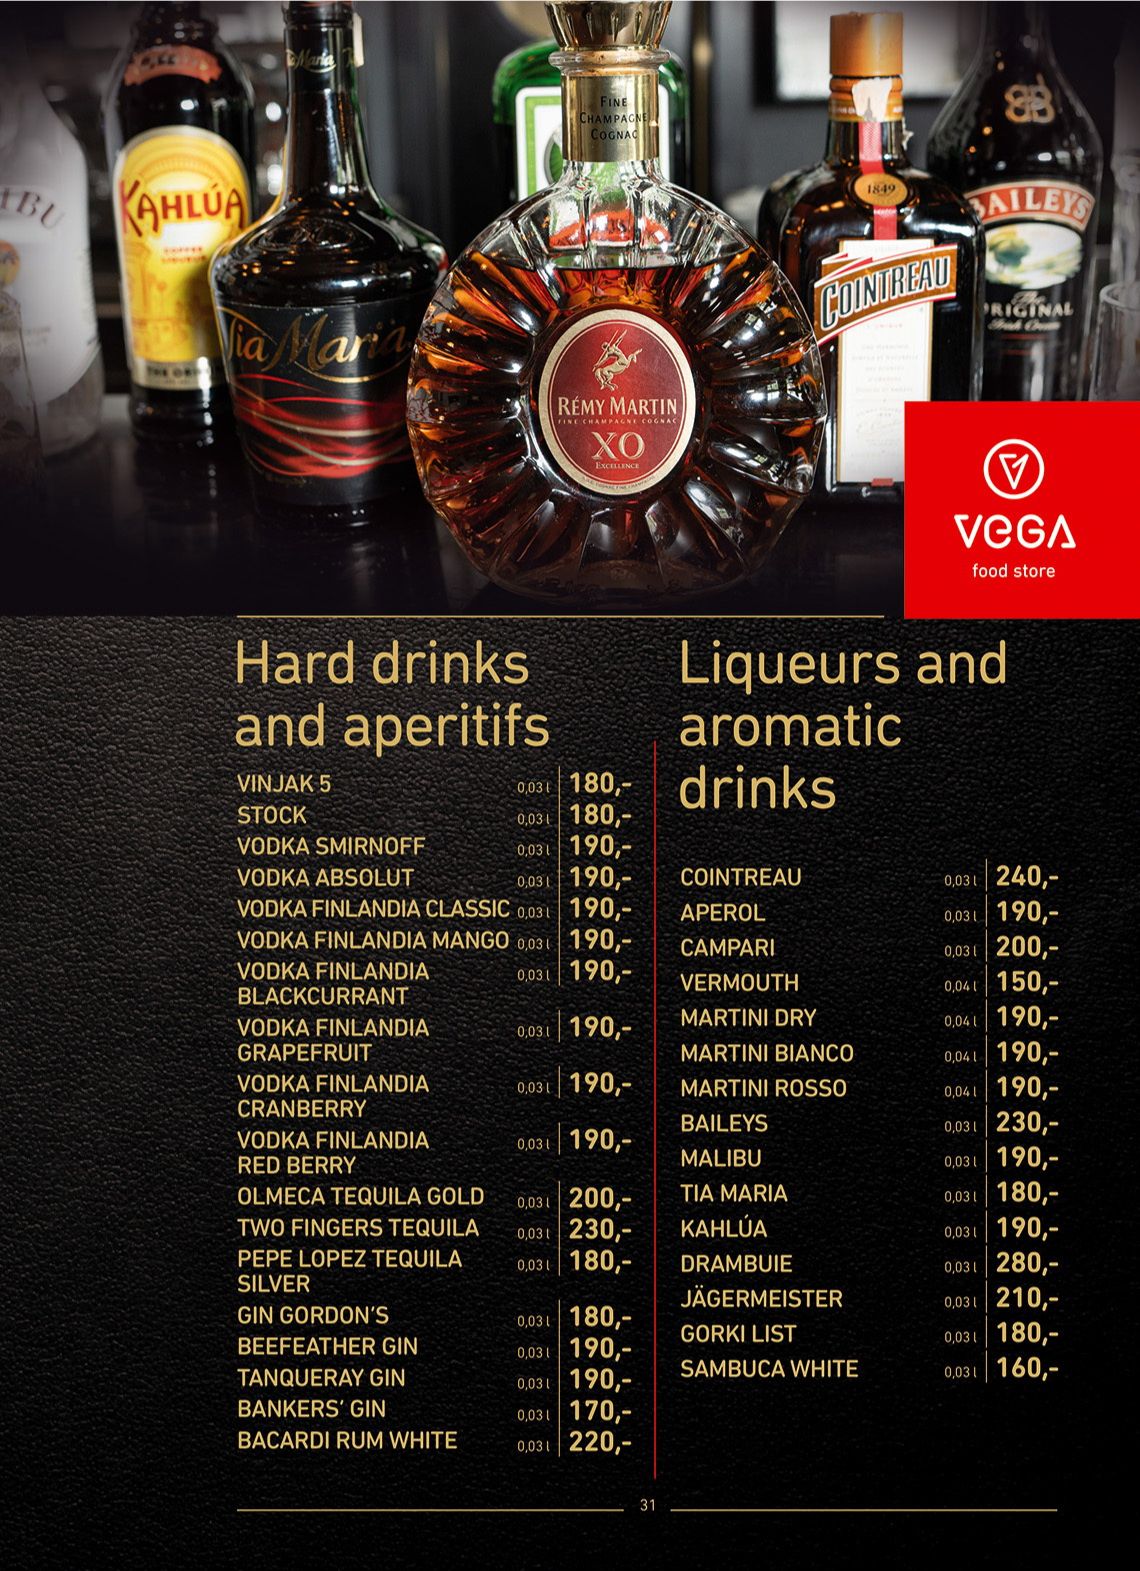 IBU
KAHLÚA
COFFEE
LIQUEUR
Tia Maria
Tia Maria
FINE
CHAMPAGNE
COGNAC
RÉMY MARTIN
FINE CHAMPAGNE COGNAC
XO
EXCELLENCE
1849
COINTREAU
BAILEYS
The
ORIGINAL
Irish Cream
VEGA
food store
Hard drinks
and aperitifs
VINJAK 5 0,03 l 180,-
STOCK 0,03 l 180,-
VODKA SMIRNOFF 0,03 l 190,-
VODKA ABSOLUT 0,03 l 190,-
VODKA FINLANDIA CLASSIC 0,03 l 190,-
VODKA FINLANDIA MANGO 0,03 l 190,-
VODKA FINLANDIA 0,03 l 190,-
BLACKCURRANT
VODKA FINLANDIA 0,03 l 190,-
GRAPEFRUIT
VODKA FINLANDIA 0,03 l 190,-
CRANBERRY
VODKA FINLANDIA 0,03 l 190,-
RED BERRY
OLMECA TEQUILA GOLD 0,03 l 200,-
TWO FINGERS TEQUILA 0,03 l 230,-
PEPE LOPEZ TEQUILA 0,03 l 180,-
SILVER
GIN GORDON'S 0,03 l 180,-
BEEFEATHER GIN 0,03 l 190,-
TANQUERAY GIN 0,03 l 190,-
BANKERS' GIN 0,03 l 170,-
BACARDI RUM WHITE 0,03 l 220,-
Liqueurs and
aromatic
drinks
COINTREAU 0,03 l 240,-
APEROL 0,03 l 190,-
CAMPARI 0,03 l 200,-
VERMOUTH 0,04 l 150,-
MARTINI DRY 0,04 l 190,-
MARTINI BIANCO 0,04 l 190,-
MARTINI ROSSO 0,04 l 190,-
BAILEYS 0,03 l 230,-
MALIBU 0,03 l 190,-
TIA MARIA 0,03 l 180,-
KAHLÚA 0,03 l 190,-
DRAMBUIE 0,03 l 280,-
JÄGERMEISTER 0,03 l 210,-
GORKI LIST 0,03 l 180,-
SAMBUCA WHITE 0,03 l 160,-
31